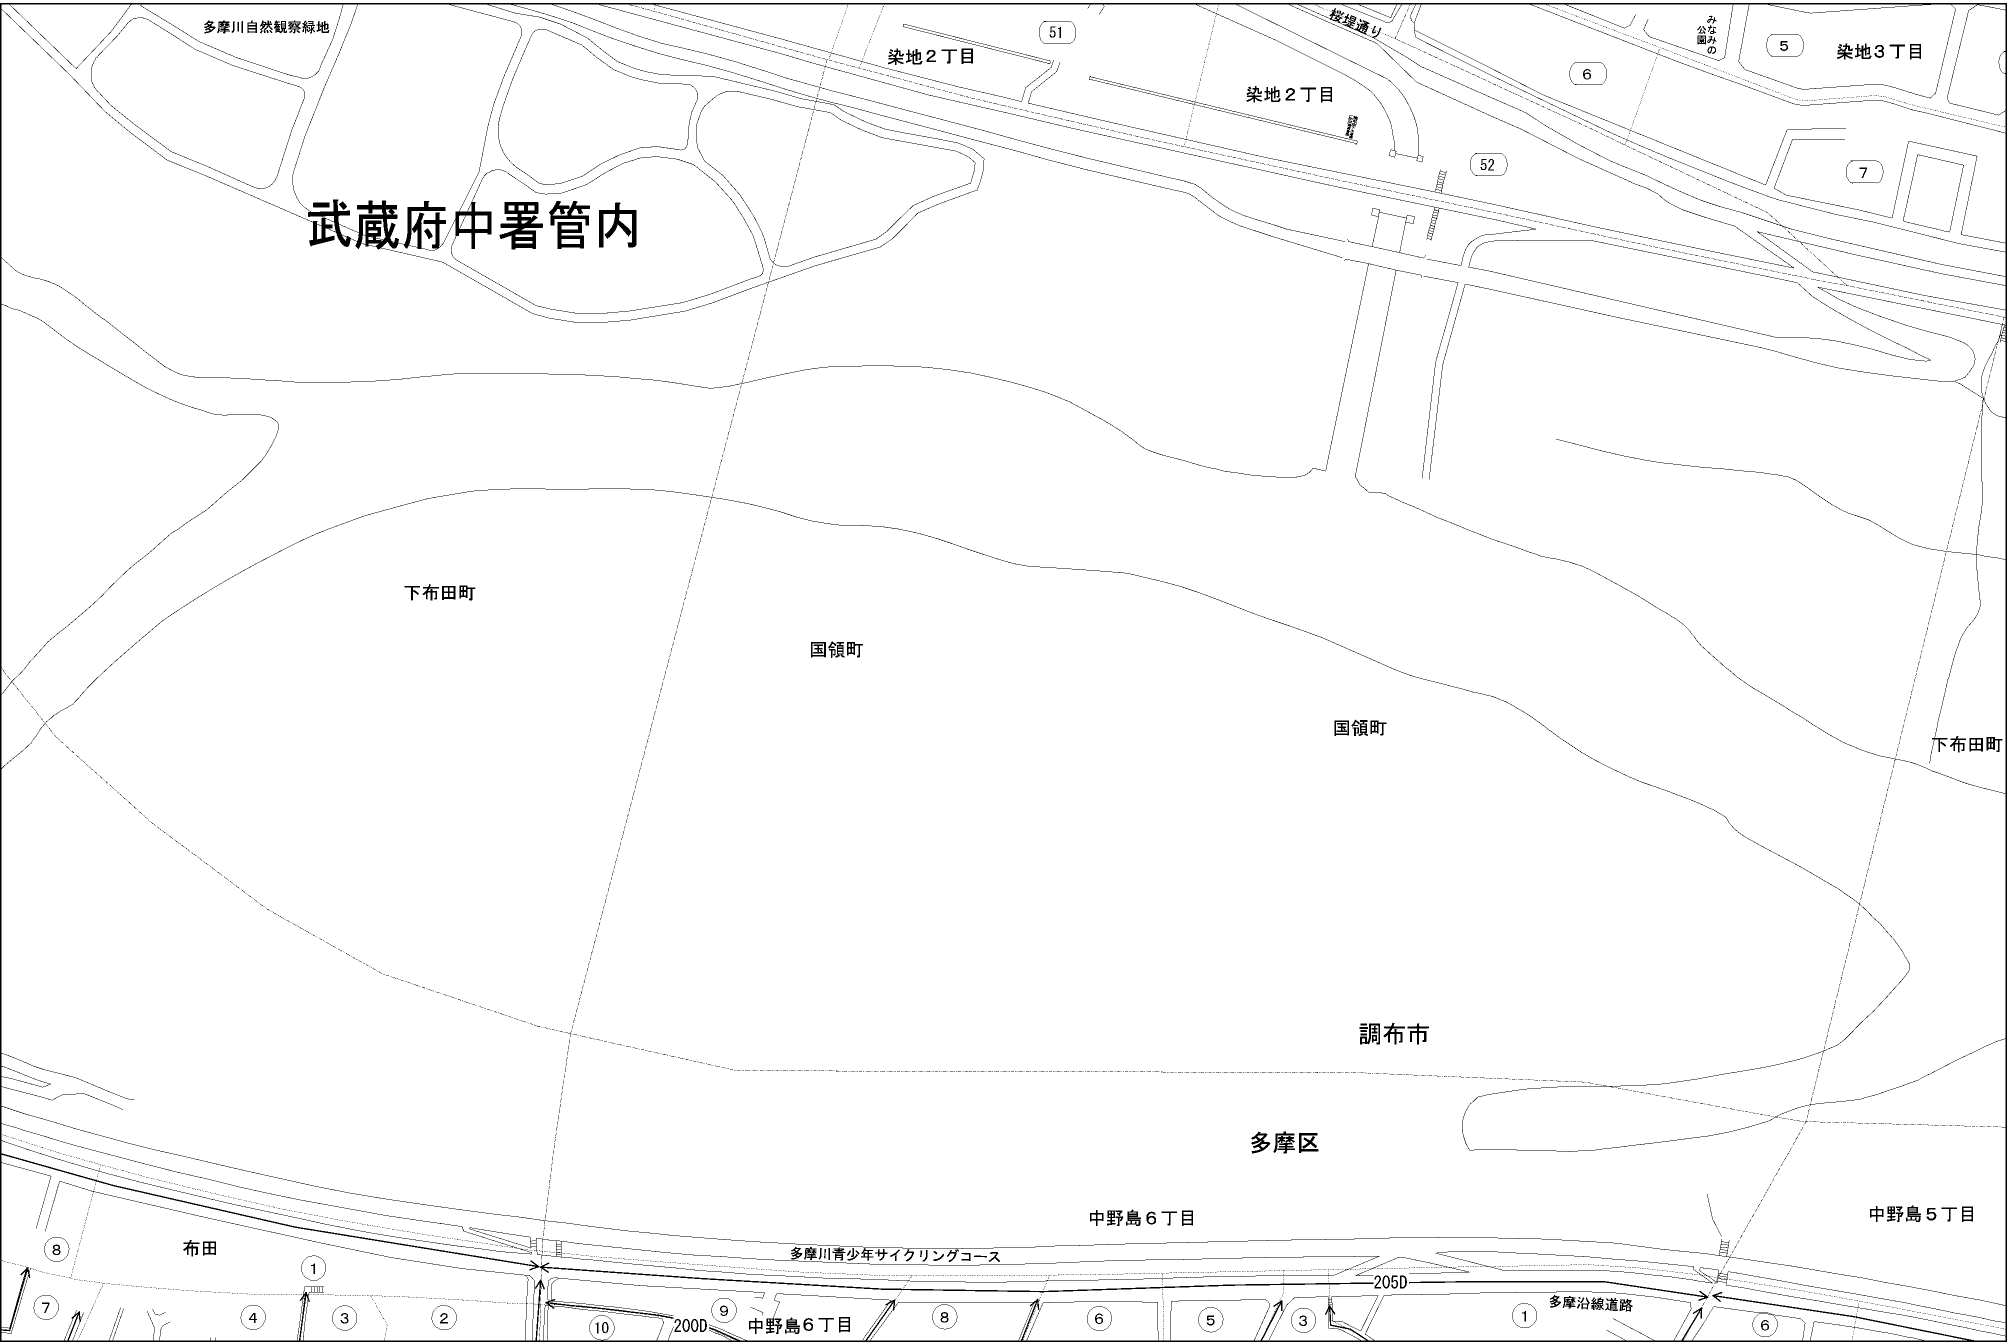 多摩川自然観察緑地
51
染地２丁目
桜堤通り
みなみの
公園
5
染地３丁目
6
染地２丁目
52
7
武蔵府中署管内
下布田町
国領町
国領町
下布田町
調布市
多摩区
中野島６丁目
中野島５丁目
布田
8
多摩川青少年サイクリングコース
1
205D
多摩沿線道路
7
4
3
2
9
10
200D
中野島６丁目
8
6
5
3
1
6